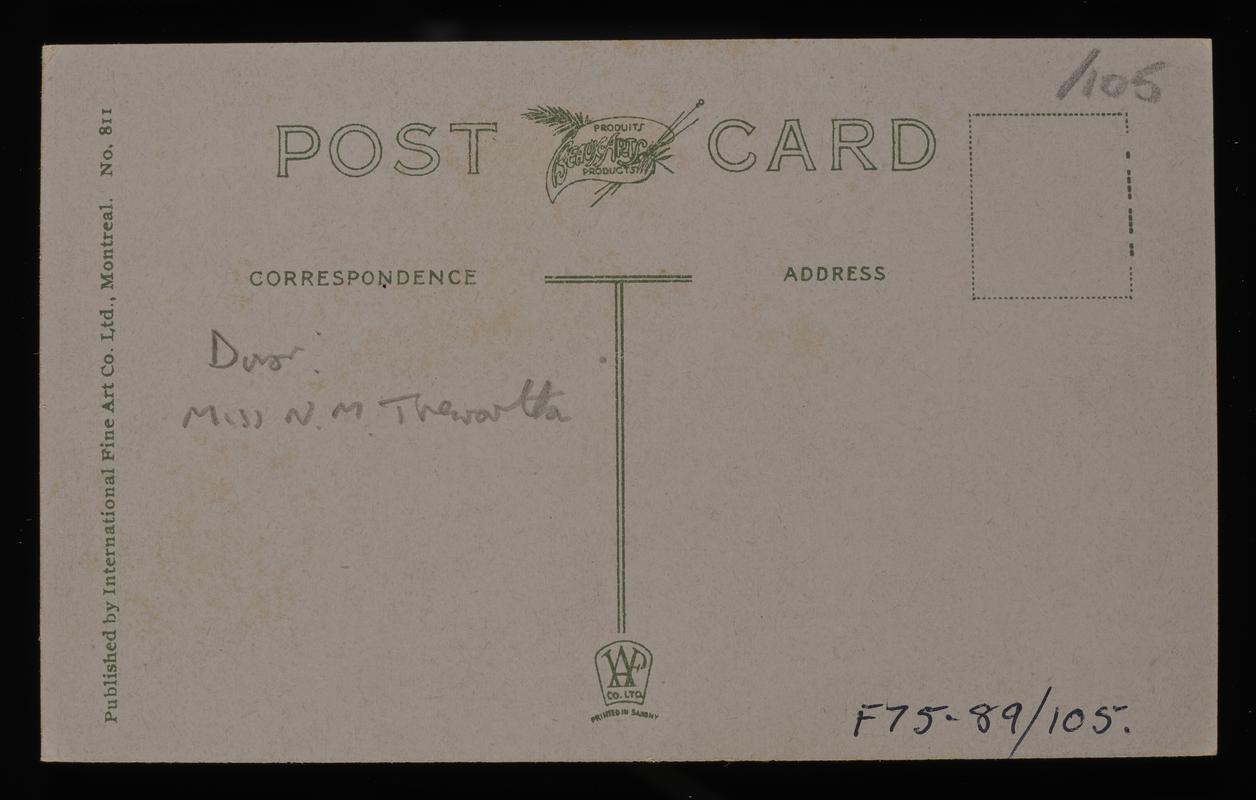 /105
POST CARD
PRODUITS
BEAUX-ARTS
PRODUCTS
CORRESPONDENCE
ADDRESS
Miss N. M.
Published by International Fine Art Co. Ltd., Montreal. No. 811
CO. LTD.
PRINTED IN SAXONY
F75-89/105.